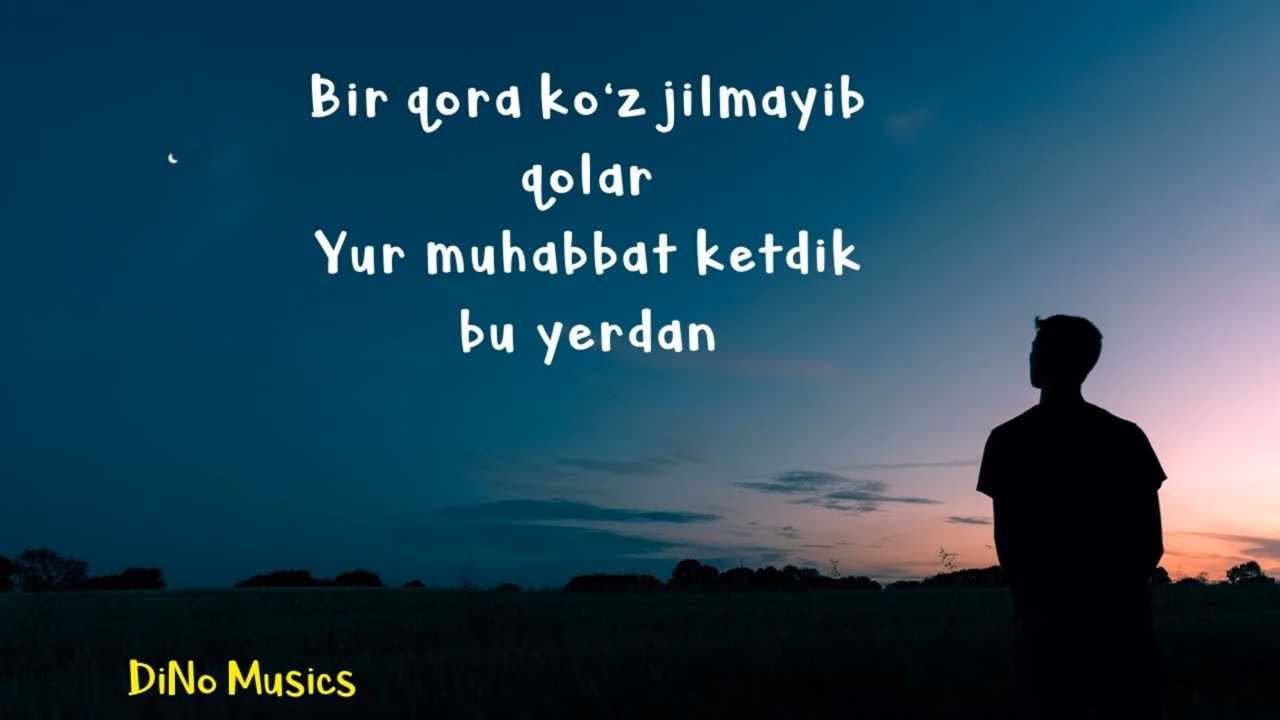 Bir qora ko‘z jilmayib
qolar
Yur muhabbat ketdik
bu yerdan
DiNo Musics